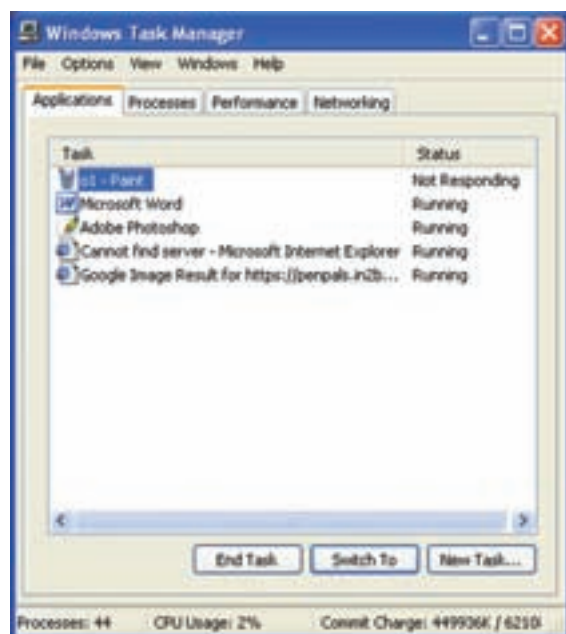 Windows Task Manager
File Options View Windows Help
Applications Processes Performance Networking
Task Status
- Paint Not Responding
Microsoft Word Running
Adobe Photoshop Running
Cannot find server - Microsoft Internet Explorer Running
Google Image Result for https://penpals.in2b... Running
End Task Switch To New Task...
Processes: 44 CPU Usage: 2% Commit Charge: 449936K / 6210